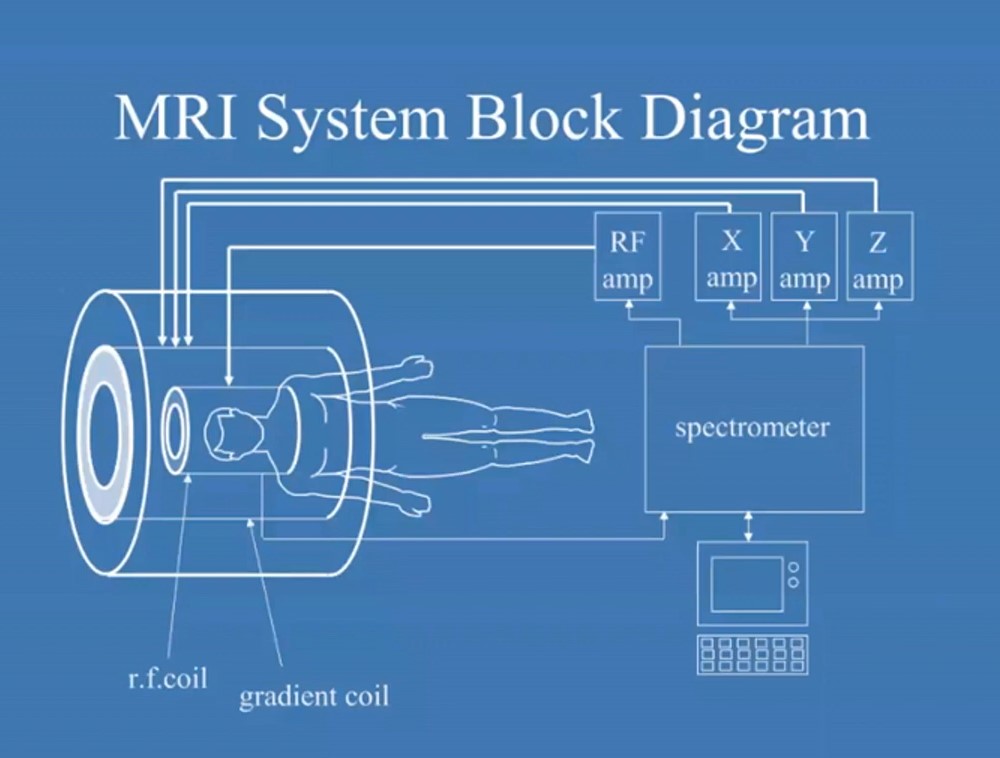 MRI System Block Diagram
RF
amp
X
amp
Y
amp
Z
amp
spectrometer
r.f.coil
gradient coil